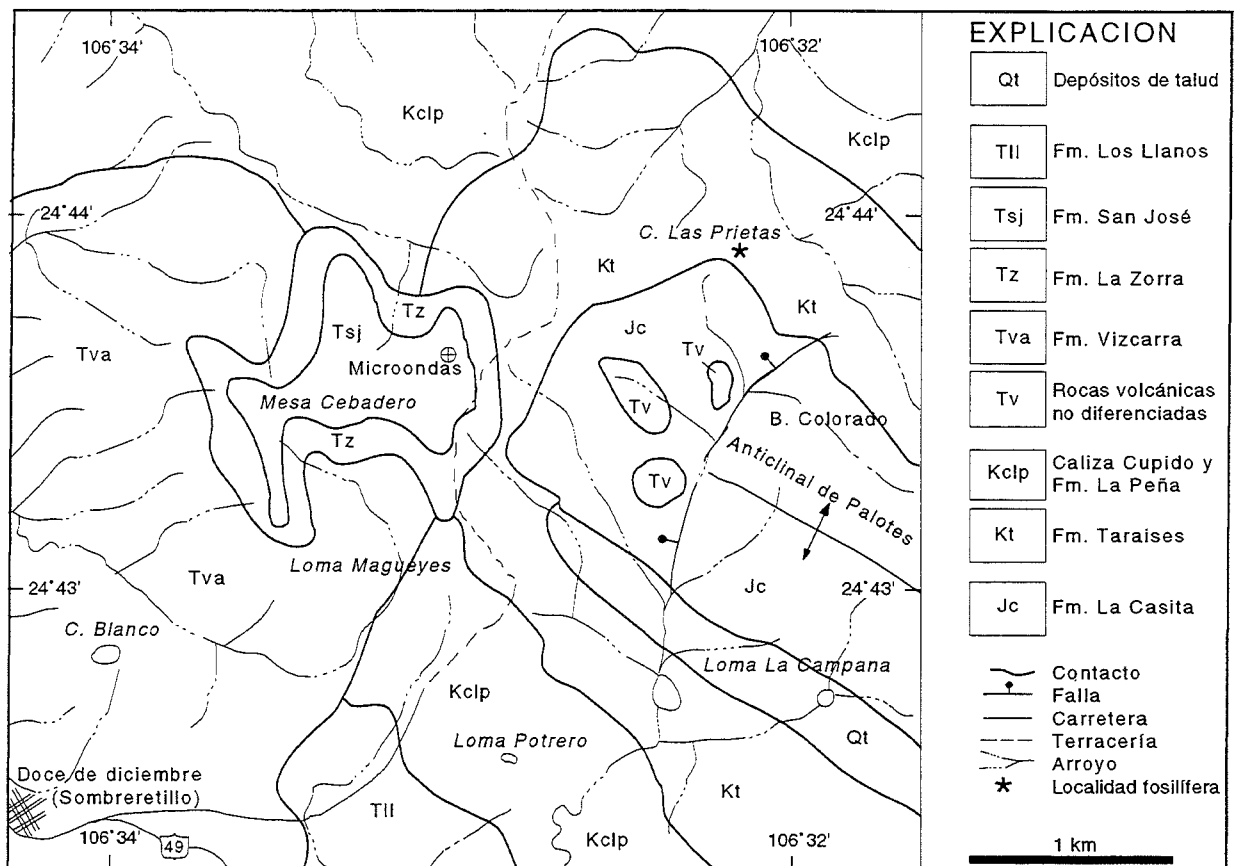 106°34'
106°32'
Kclp
Kclp
24°44'
24°44'
C. Las Prietas
Kt
Kt
Tz
Tsj
Jc
Tv
Tva
Microondas
Mesa Cebadero
Tv
B. Colorado
Tz
Anticlinal de Palotes
Tv
Loma Magueyes
Tva
24°43'
24°43'
Jc
C. Blanco
Loma La Campana
Kclp
Loma Potrero
Qt
Doce de diciembre
(Sombreretillo)
Kt
Tll
106°34'
49
Kclp
106°32'
EXPLICACION
Qt Depósitos de talud
Tll Fm. Los Llanos
Tsj Fm. San José
Tz Fm. La Zorra
Tva Fm. Vizcarra
Tv Rocas volcánicas
no diferenciadas
Kclp Caliza Cupido y
Fm. La Peña
Kt Fm. Taraises
Jc Fm. La Casita
Contacto
Falla
Carretera
Terracería
Arroyo
Localidad fosilífera
1 km